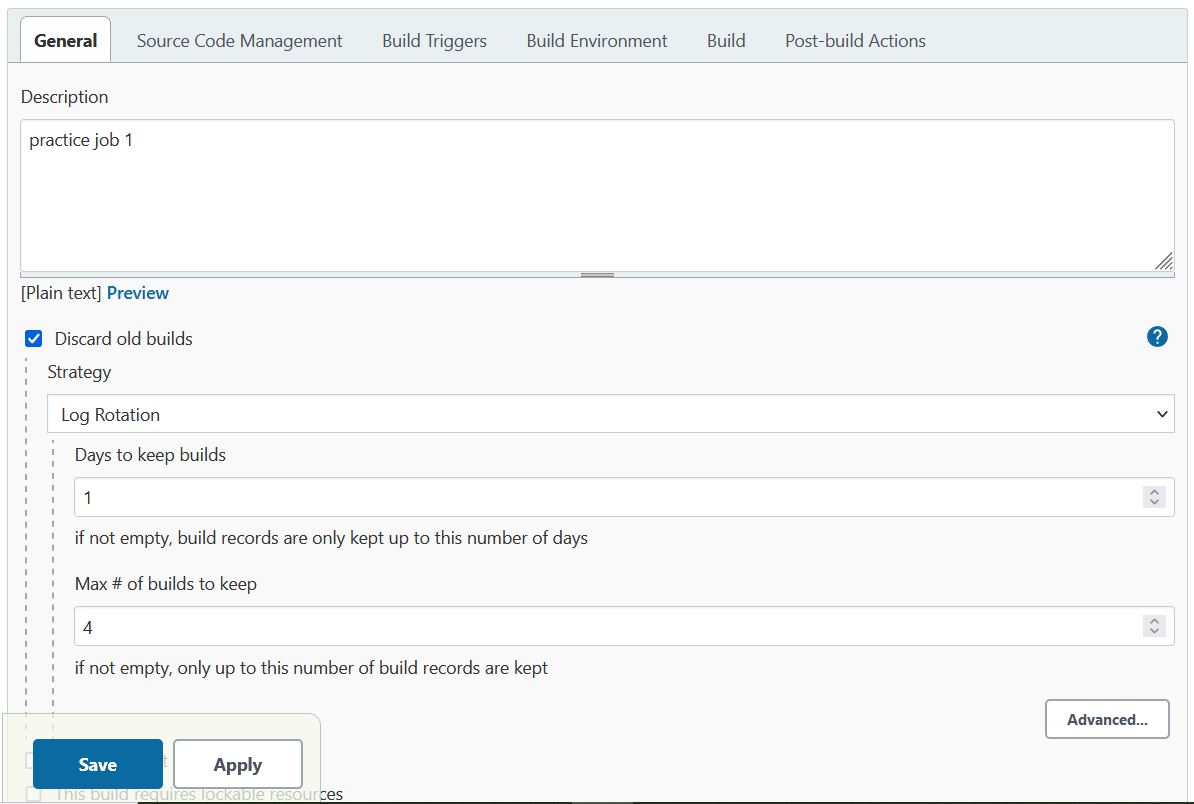 General Source Code Management Build Triggers Build Environment Build Post-build Actions
Description
practice job 1
[Plain text] Preview
Discard old builds
?
Strategy
Log Rotation
Days to keep builds
1
if not empty, build records are only kept up to this number of days
Max # of builds to keep
4
if not empty, only up to this number of build records are kept
Advanced...
Save Apply
This build requires lockable resources